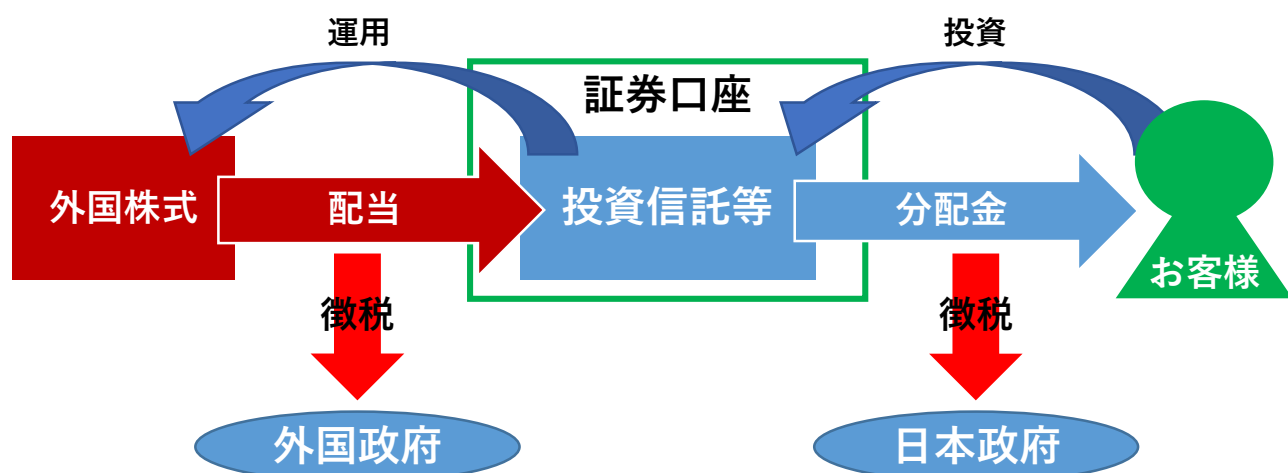 運用
投資
証券口座
外国株式
配当
投資信託等
分配金
お客様
徴税
徴税
外国政府
日本政府